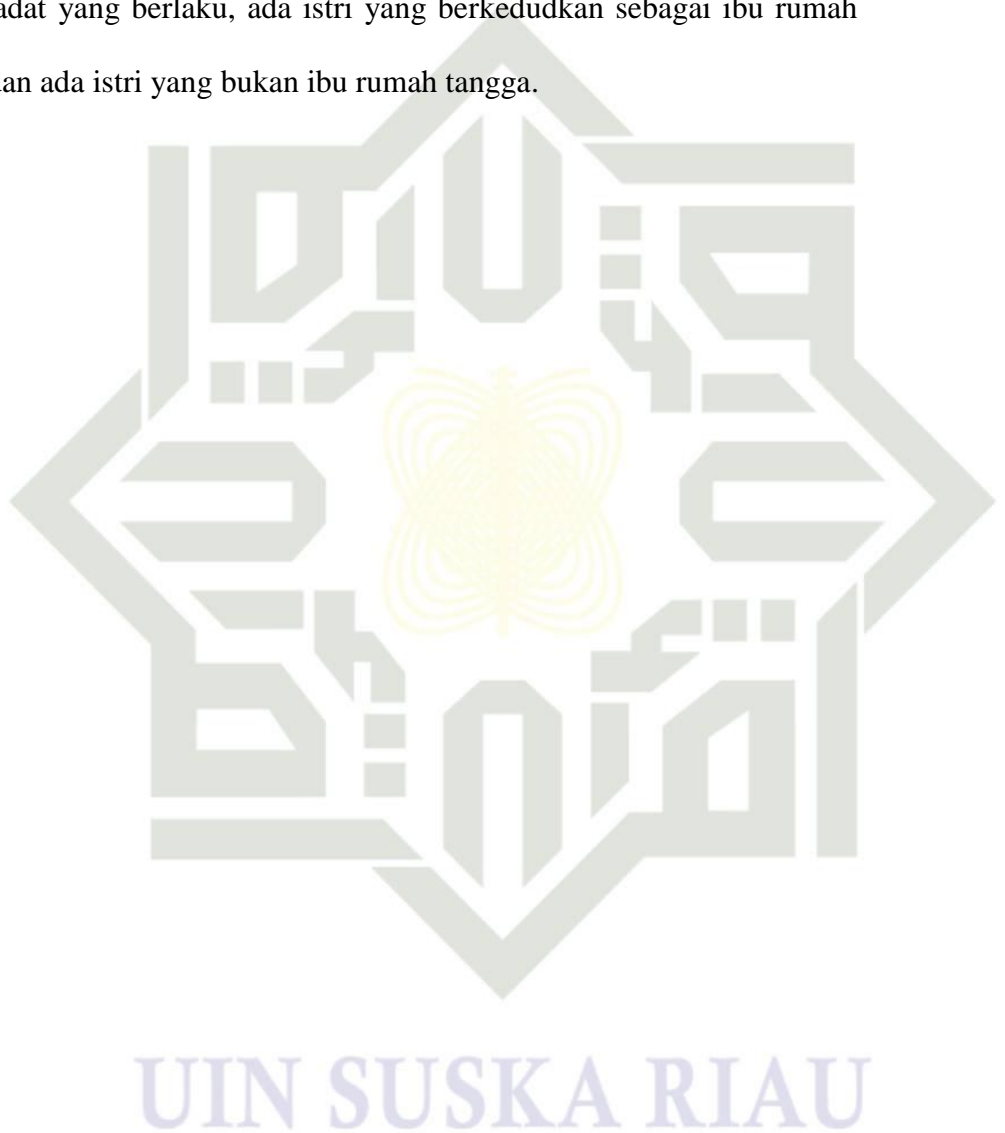 adat yang berlaku, ada istri yang berkedudkan sebagai ibu rumah
dan ada istri yang bukan ibu rumah tangga.
UIN SUSKA RIAU